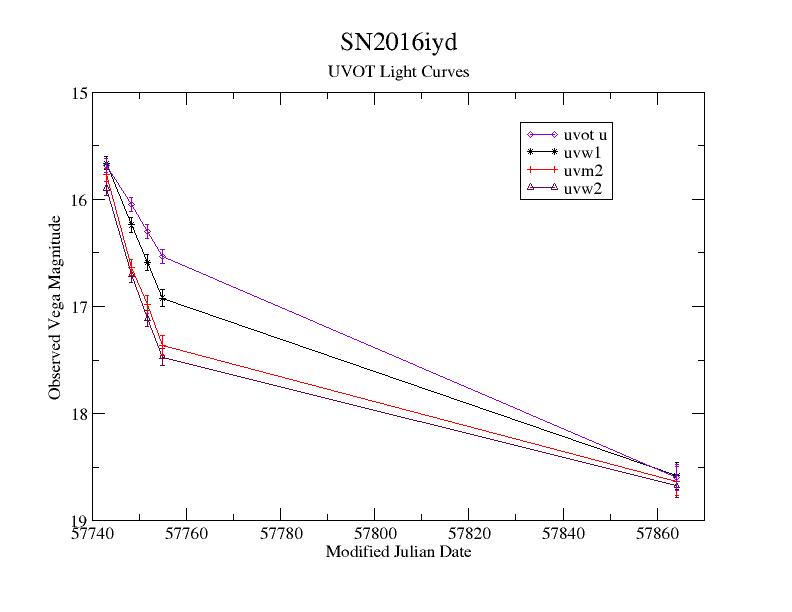 SN2016iyd
UVOT Light Curves
15
16
17
18
19
Observed Vega Magnitude
uvot u
uvw1
uvm2
uvw2
57740 57760 57780 57800 57820 57840 57860
Modified Julian Date